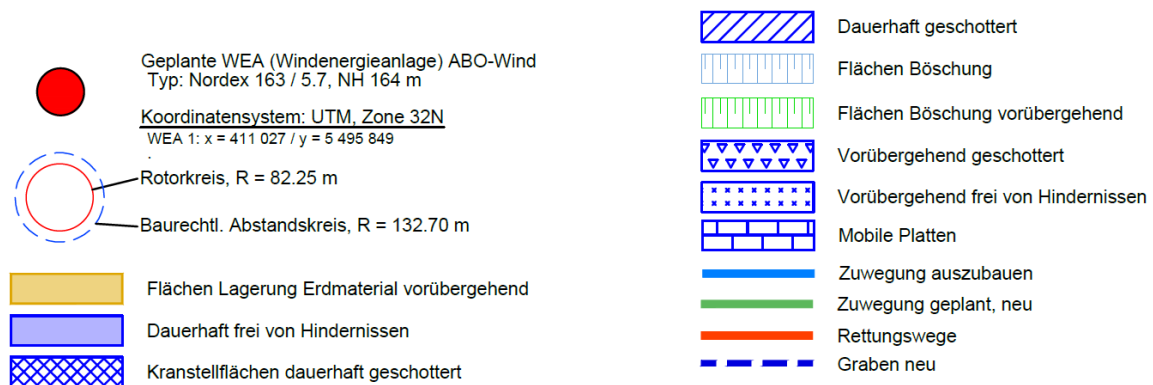 Geplante WEA (Windenergieanlage) ABO-Wind
Typ: Nordex 163 / 5.7, NH 164 m
Koordinatensystem: UTM, Zone 32N
WEA 1: x = 411 027 / y = 5 495 849
.
Rotorkreis, R = 82.25 m
Baurechtl. Abstandskreis, R = 132.70 m
Flächen Lagerung Erdmaterial vorübergehend
Dauerhaft frei von Hindernissen
Kranstellflächen dauerhaft geschottert
Dauerhaft geschottert
Flächen Böschung
Flächen Böschung vorübergehend
Vorübergehend geschottert
Vorübergehend frei von Hindernissen
Mobile Platten
Zuwegung auszubauen
Zuwegung geplant, neu
Rettungswege
Graben neu